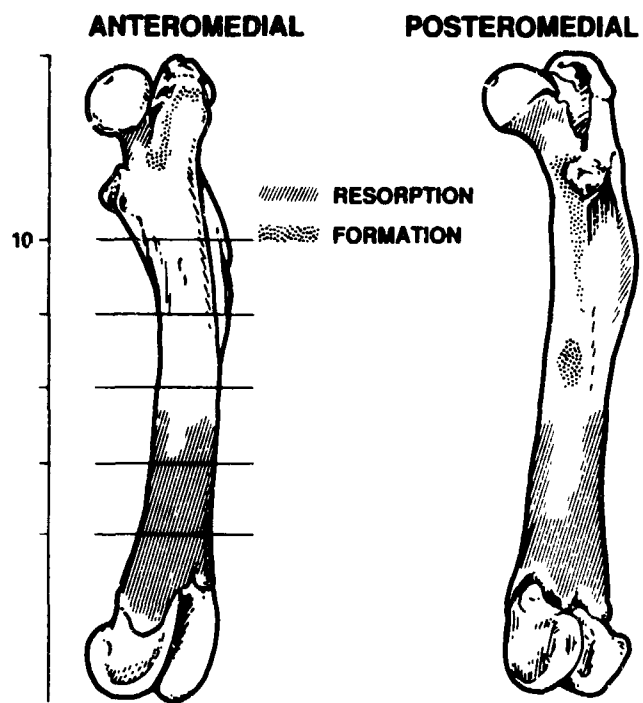 ANTEROMEDIAL
POSTEROMEDIAL
RESORPTION
10
FORMATION